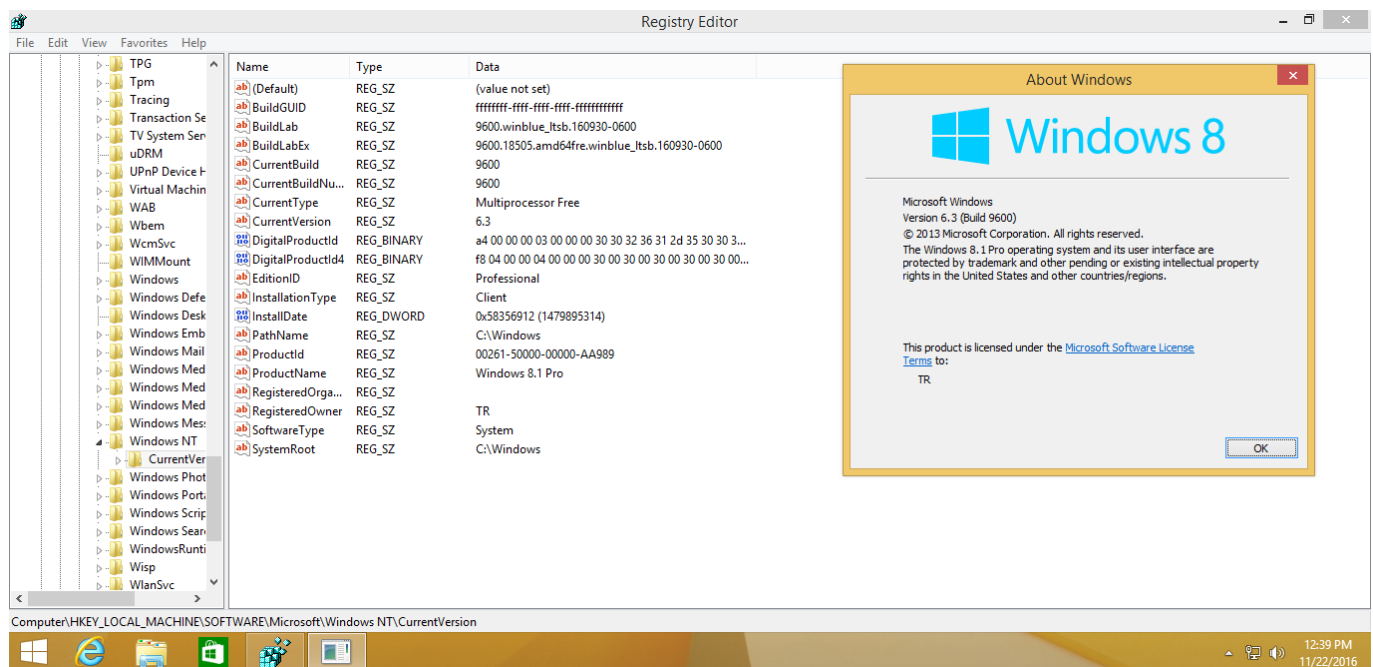 Registry Editor
File Edit View Favorites Help
TPG
Tpm
Tracing
Transaction Se
TV System Serv
uDRM
UPnP Device H
Virtual Machin
WAB
Wbem
WcmSvc
WIMMount
Windows
Windows Defe
Windows Desk
Windows Emb
Windows Mail
Windows Med
Windows Med
Windows Med
Windows Mes
Windows NT
CurrentVer
Windows Phot
Windows Port
Windows Scrip
Windows Sear
WindowsRunti
Wisp
WlanSvc
Name Type Data
(Default) REG_SZ (value not set)
BuildGUID REG_SZ ffffffff-ffff-ffff-ffff-ffffffffffff
BuildLab REG_SZ 9600.winblue_ltsb.160930-0600
BuildLabEx REG_SZ 9600.18505.amd64fre.winblue_ltsb.160930-0600
CurrentBuild REG_SZ 9600
CurrentBuildNu... REG_SZ 9600
CurrentType REG_SZ Multiprocessor Free
CurrentVersion REG_SZ 6.3
DigitalProductId REG_BINARY a4 00 00 00 03 00 00 00 30 30 32 36 31 2d 35 30 30 3...
DigitalProductId4 REG_BINARY f8 04 00 00 04 00 00 00 30 00 30 00 30 00 30 00 30 00...
EditionID REG_SZ Professional
InstallationType REG_SZ Client
InstallDate REG_DWORD 0x58356912 (1479895314)
PathName REG_SZ C:\Windows
ProductId REG_SZ 00261-50000-00000-AA989
ProductName REG_SZ Windows 8.1 Pro
RegisteredOrga... REG_SZ
RegisteredOwner REG_SZ TR
SoftwareType REG_SZ System
SystemRoot REG_SZ C:\Windows
About Windows
Windows 8
Microsoft Windows
Version 6.3 (Build 9600)
© 2013 Microsoft Corporation. All rights reserved.
The Windows 8.1 Pro operating system and its user interface are
protected by trademark and other pending or existing intellectual property
rights in the United States and other countries/regions.
This product is licensed under the Microsoft Software License
Terms to:
TR
OK
Computer\HKEY_LOCAL_MACHINE\SOFTWARE\Microsoft\Windows NT\CurrentVersion
12:39 PM
11/22/2016